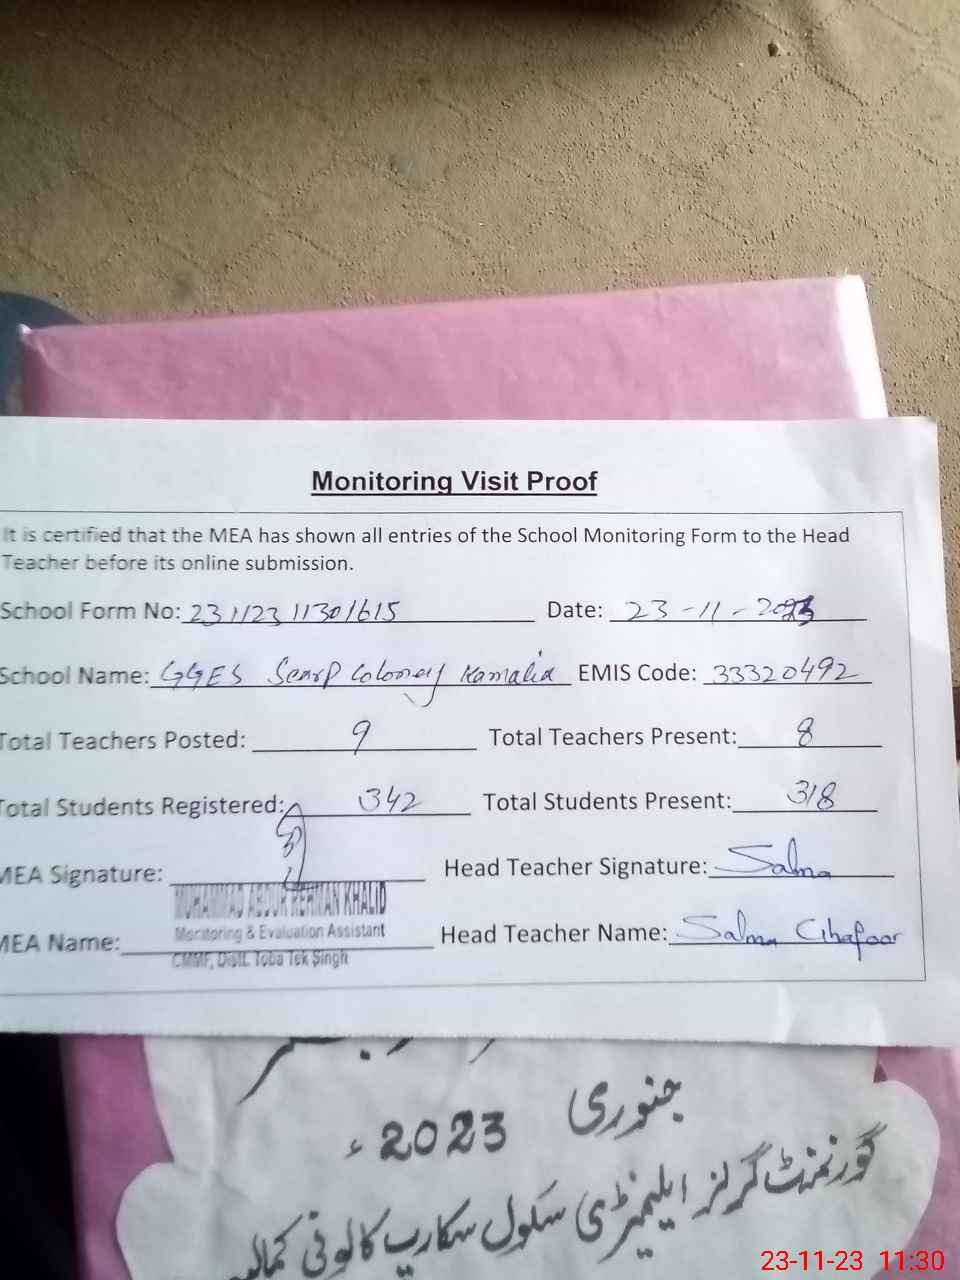 Monitoring Visit Proof
It is certified that the MEA has shown all entries of the School Monitoring Form to the Head
Teacher before its online submission.
School Form No: 23112311301615 Date: 23-11-2023
School Name: GGES Scarp Coloney Kamalia EMIS Code: 33320492
Total Teachers Posted: 9 Total Teachers Present: 8
Total Students Registered: 342 Total Students Present: 318
MEA Signature: Head Teacher Signature: Salma
MUHAMMAD ABDUR REHMAN KHALID
Monitoring & Evaluation Assistant
MEA Name: Head Teacher Name: Salma Ghafoor
CMMF, Distt. Toba Tek Singh
جنوری
2023ء
گورنمنٹ گرلز ایلیمنٹری سکول سکارپ کالونی
23-11-23 11:30